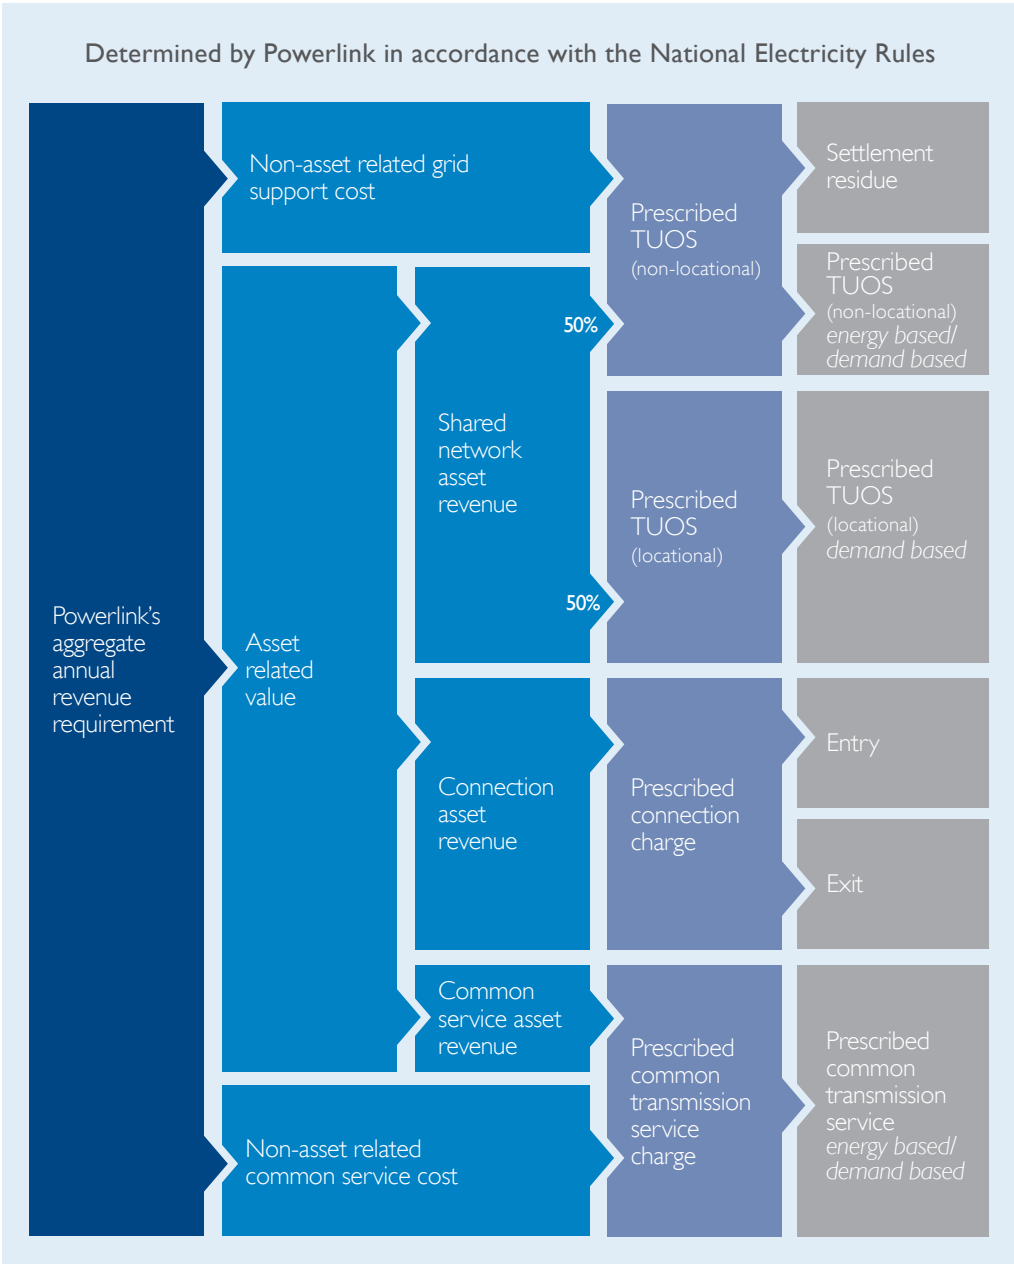 Determined by Powerlink in accordance with the National Electricity Rules
Powerlink’s
aggregate
annual
revenue
requirement
Non-asset related grid
support cost
Asset
related
value
Non-asset related
common service cost
50%
Shared
network
asset
revenue
50%
Connection
asset
revenue
Common
service asset
revenue
Prescribed
TUOS
(non-locational)
Prescribed
TUOS
(locational)
Prescribed
connection
charge
Prescribed
common
transmission
service
charge
Settlement
residue
Prescribed
TUOS
(non-locational)
energy based/
demand based
Prescribed
TUOS
(locational)
demand based
Entry
Exit
Prescribed
common
transmission
service
energy based/
demand based